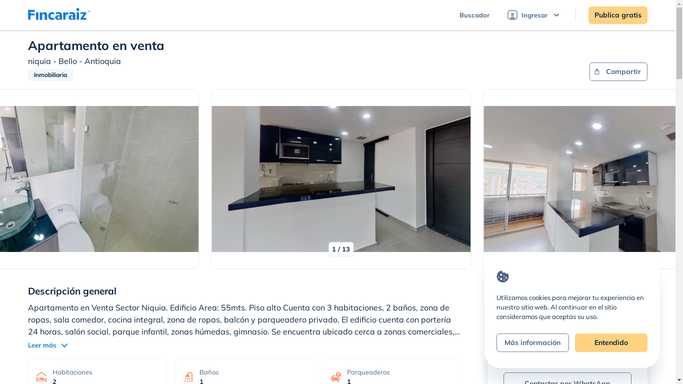 Fincaraiz
Buscador
Ingresar
Publica gratis
Apartamento en venta
niquia - Bello - Antioquia
Inmobiliaria
Compartir
1 / 13
Descripción general
Apartamento en Venta Sector Niquia. Edificio Area: 55mts. Piso alto Cuenta con 3 habitaciones, 2 baños, zona de
ropas, sala comedor, cocina integral, zona de ropas, balcón y parqueadero privado. El edificio cuenta con portería
24 horas, salón social, parque infantil, zonas húmedas, gimnasio. Se encuentra ubicado cerca a zonas comerciales,...
Leer más
Habitaciones
2
Baños
1
Parqueaderos
1
Utilizamos cookies para mejorar tu experiencia en
nuestro sitio web. Al continuar en el sitio
consideramos que aceptas su uso.
Más información
Entendido
Contactar por WhatsApp